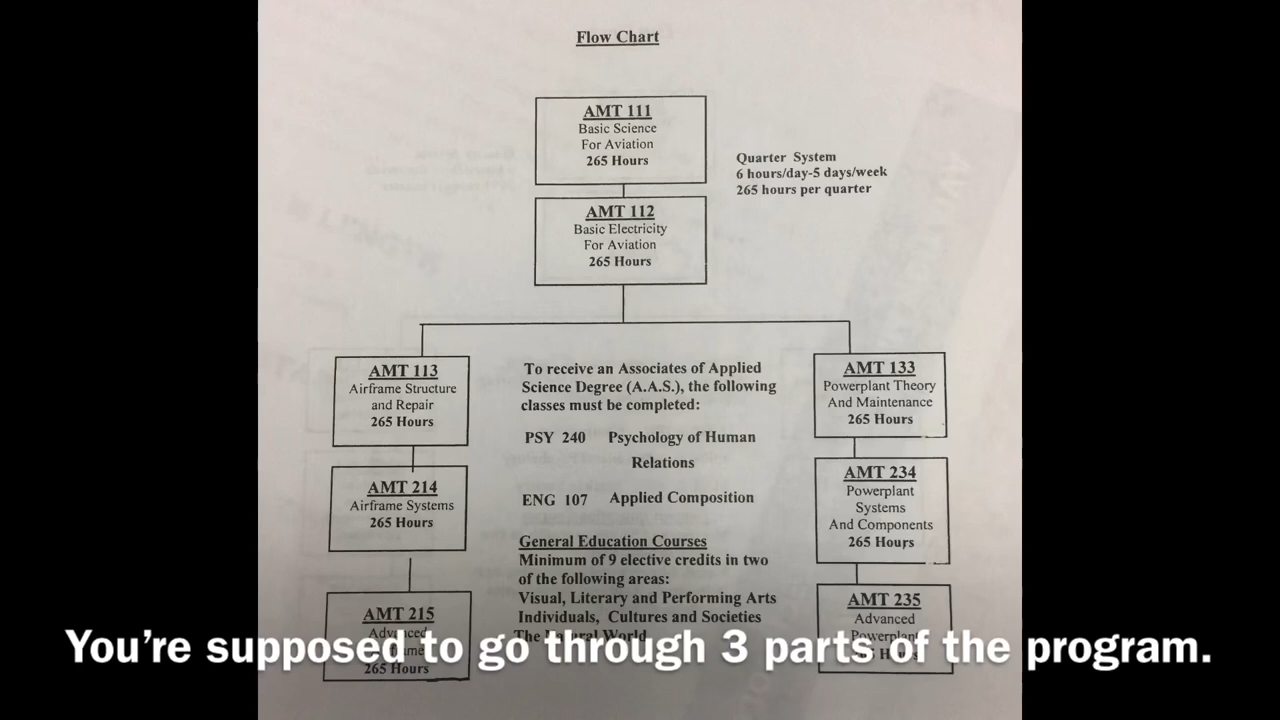 Flow Chart
AMT 111
Basic Science
For Aviation
265 Hours
Quarter System
6 hours/day-5 days/week
265 hours per quarter
AMT 112
Basic Electricity
For Aviation
265 Hours
AMT 113
Airframe Structure
and Repair
265 Hours
AMT 214
Airframe Systems
265 Hours
AMT 215
Advanced
265 Hours
To receive an Associates of Applied
Science Degree (A.A.S.), the following
classes must be completed:
PSY 240 Psychology of Human
Relations
ENG 107 Applied Composition
General Education Courses
Minimum of 9 elective credits in two
of the following areas:
Visual, Literary and Performing Arts
Individuals, Cultures and Societies
The Natural World
AMT 133
Powerplant Theory
And Maintenance
265 Hours
AMT 234
Powerplant
Systems
And Components
265 Hours
AMT 235
Advanced
Powerplant
Hours
You're supposed to go through 3 parts of the program.